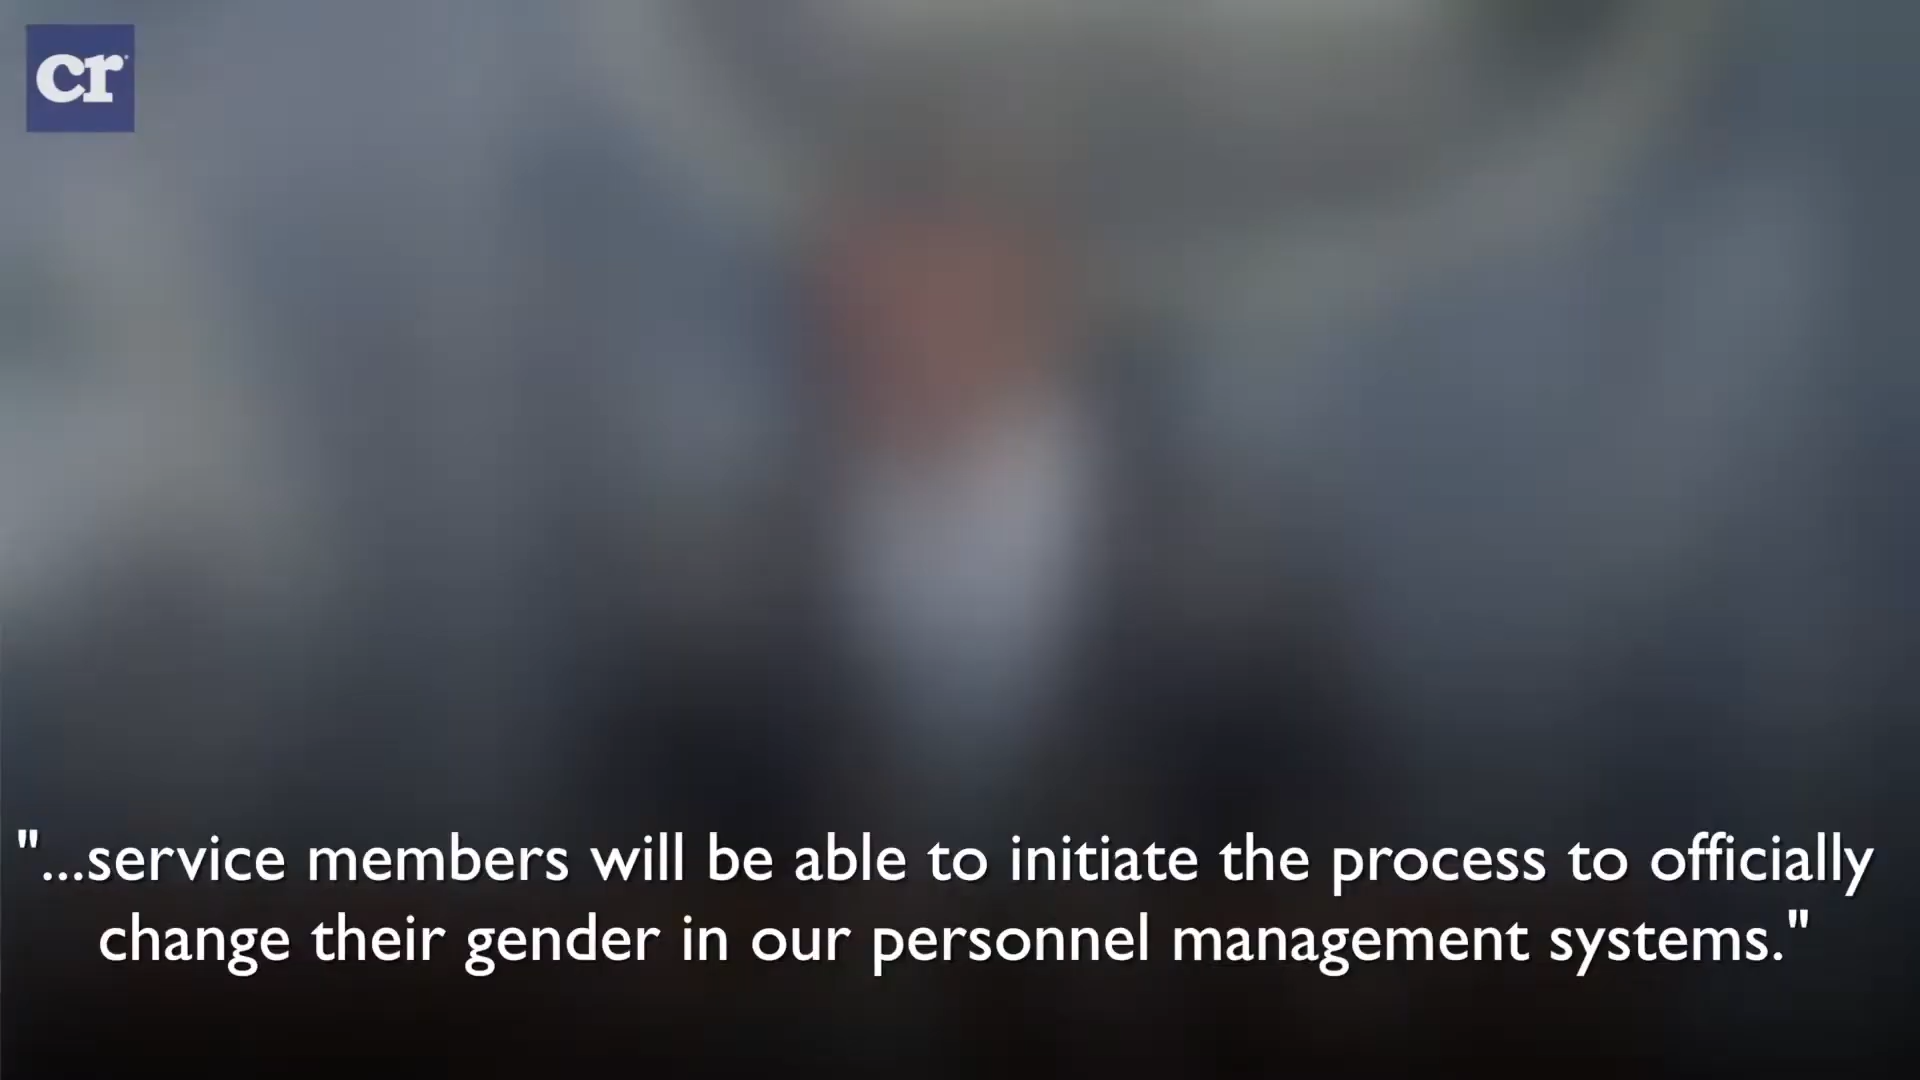 cr
"...service members will be able to initiate the process to officially
change their gender in our personnel management systems."